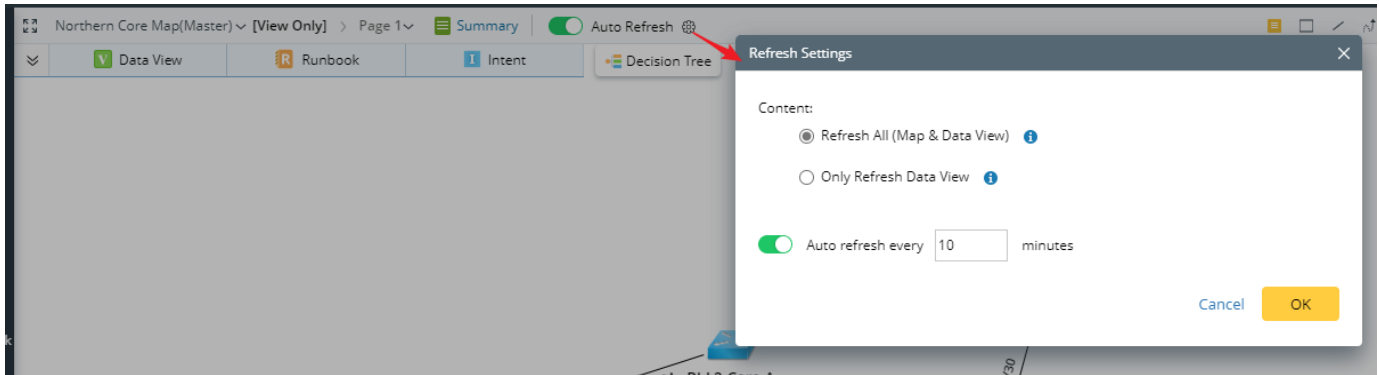 Northern Core Map(Master) [View Only] > Page 1 Summary Auto Refresh
V Data View R Runbook I Intent Decision Tree
Refresh Settings
Content:
Refresh All (Map & Data View)
Only Refresh Data View
Auto refresh every 10 minutes
Cancel OK
k
/30